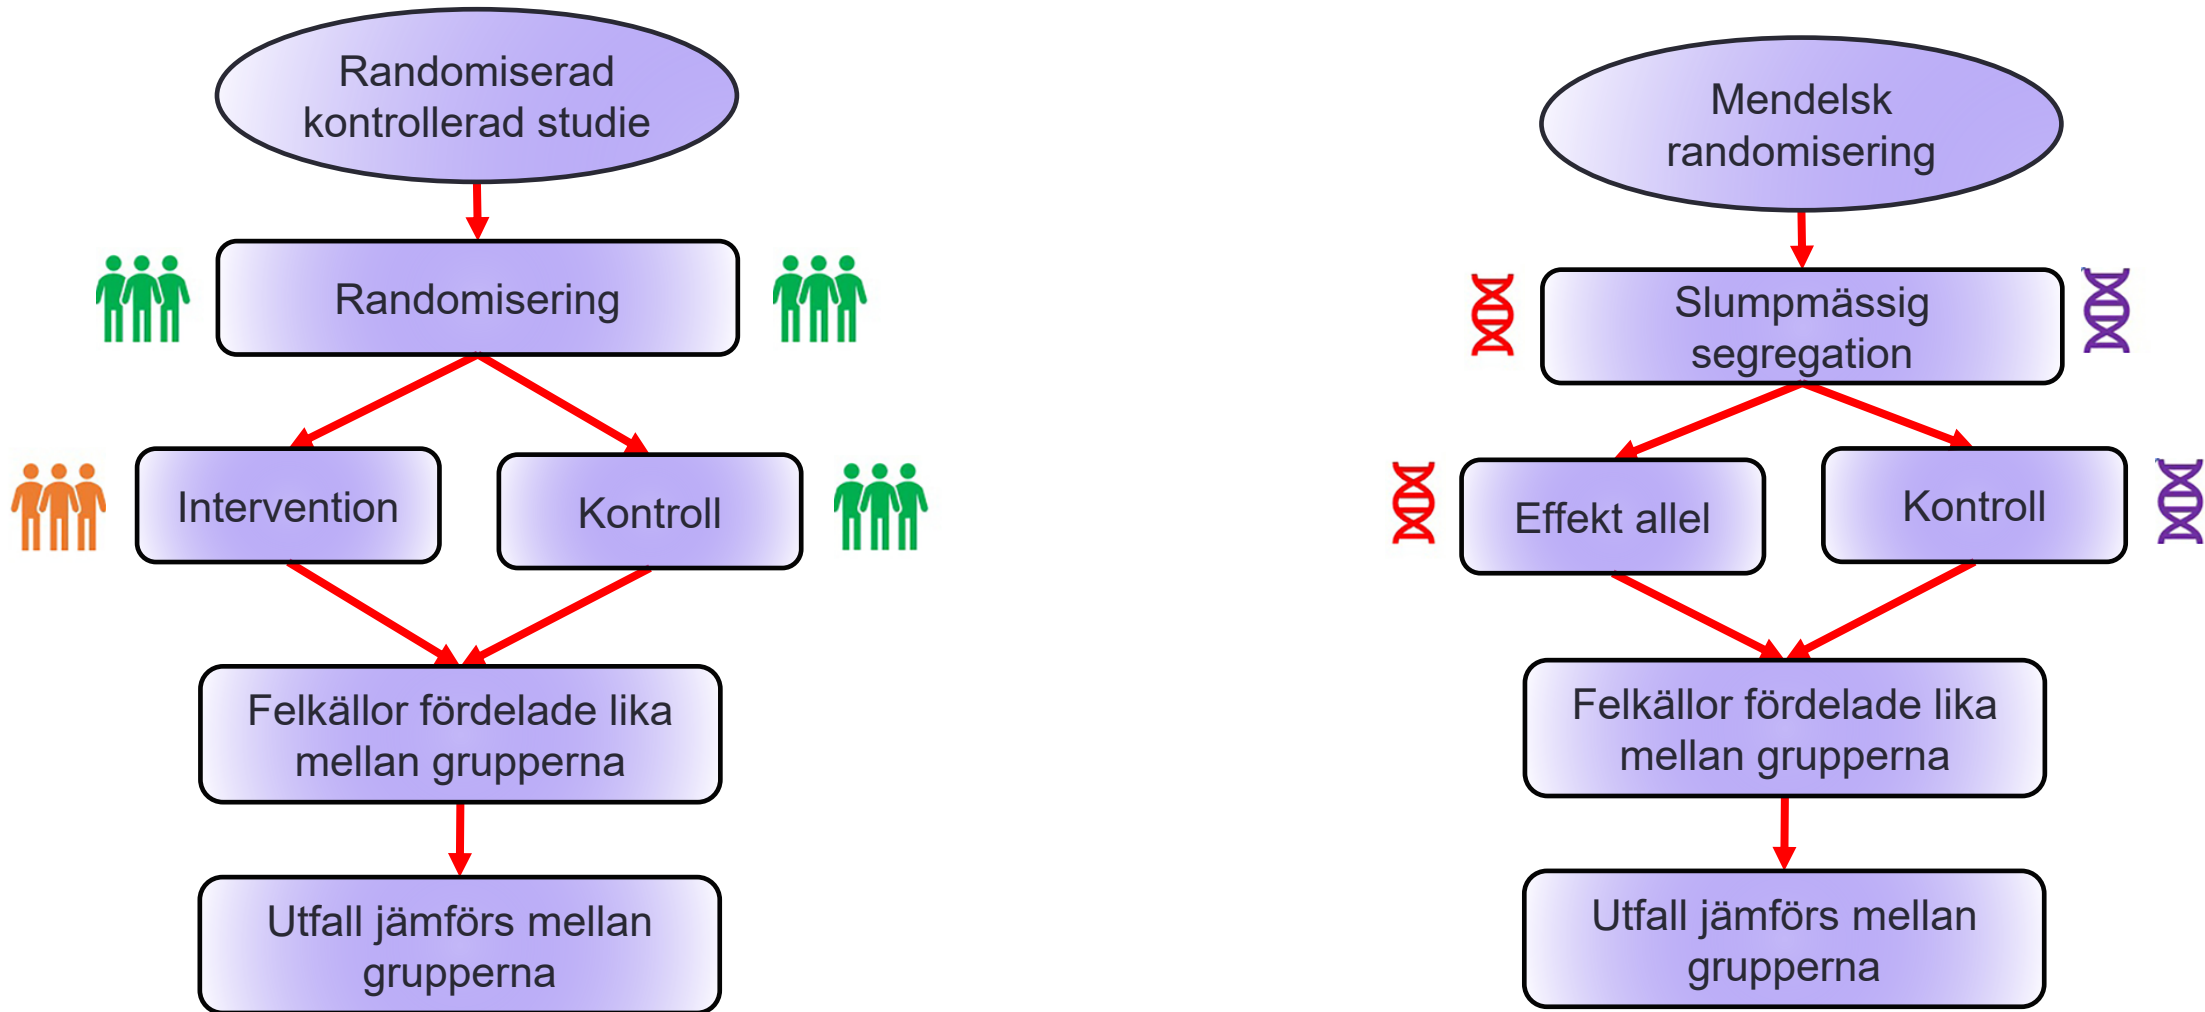 Randomiserad
kontrollerad studie
Randomisering
Intervention
Kontroll
Felkällor fördelade lika
mellan grupperna
Utfall jämförs mellan
grupperna
Mendelsk
randomisering
Slumpmässig
segregation
Effekt allel
Kontroll
Felkällor fördelade lika
mellan grupperna
Utfall jämförs mellan
grupperna